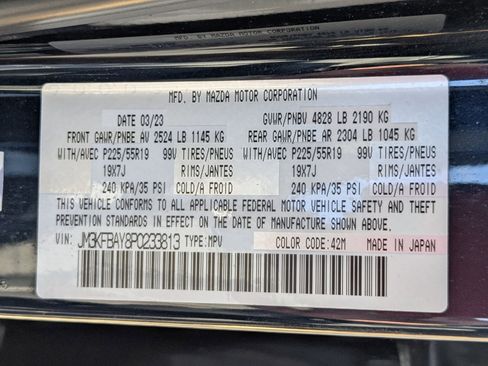 MFD. BY MAZDA MOTOR CORPORATION
DATE 03/23 GVWR/PNBV 4828 LB 2190 KG
FRONT GAWR/PNBE AV 2524 LB 1145 KG REAR GAWR/PNBE AR 2304 LB 1045 KG
WITH/AVEC P225/55R19 99V TIRES/PNEUS WITH/AVEC P225/55R19 99V TIRES/PNEUS
19X7J RIMS/JANTES 19X7J RIMS/JANTES
240 KPA/35 PSI COLD/A FROID 240 KPA/35 PSI COLD/A FROID
THIS VEHICLE CONFORMS TO ALL APPLICABLE FEDERAL MOTOR VEHICLE SAFETY AND THEFT
PREVENTION STANDARDS IN EFFECT ON THE DATE OF MANUFACTURE SHOWN ABOVE.
VIN: JM3KFBAY8P0233813 TYPE:MPV COLOR CODE:42M MADE IN JAPAN